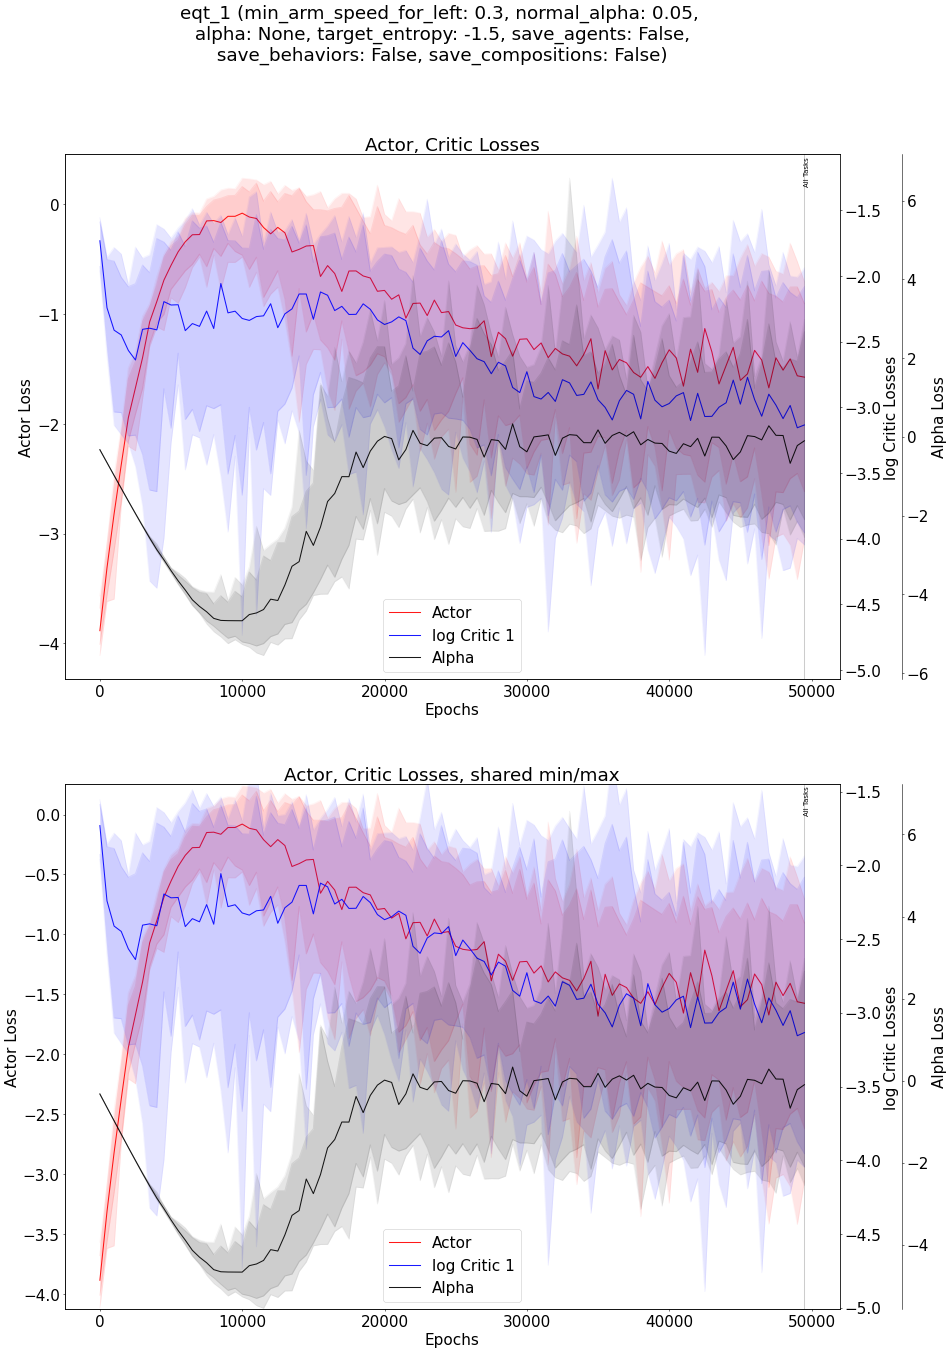 eqt_1 (min_arm_speed_for_left: 0.3, normal_alpha: 0.05,
alpha: None, target_entropy: -1.5, save_agents: False,
save_behaviors: False, save_compositions: False)
Actor, Critic Losses
All Tasks
0
−1
−2
−3
−4
Actor Loss
−1.5
−2.0
−2.5
−3.0
−3.5
−4.0
−4.5
−5.0
log Critic Losses
6
4
2
0
−2
−4
−6
Alpha Loss
Actor
log Critic 1
Alpha
0
10000
20000
30000
40000
50000
Epochs
Actor, Critic Losses, shared min/max
All Tasks
0.0
−0.5
−1.0
−1.5
−2.0
−2.5
−3.0
−3.5
−4.0
Actor Loss
−1.5
−2.0
−2.5
−3.0
−3.5
−4.0
−4.5
−5.0
log Critic Losses
6
4
2
0
−2
−4
Alpha Loss
Actor
log Critic 1
Alpha
0
10000
20000
30000
40000
50000
Epochs